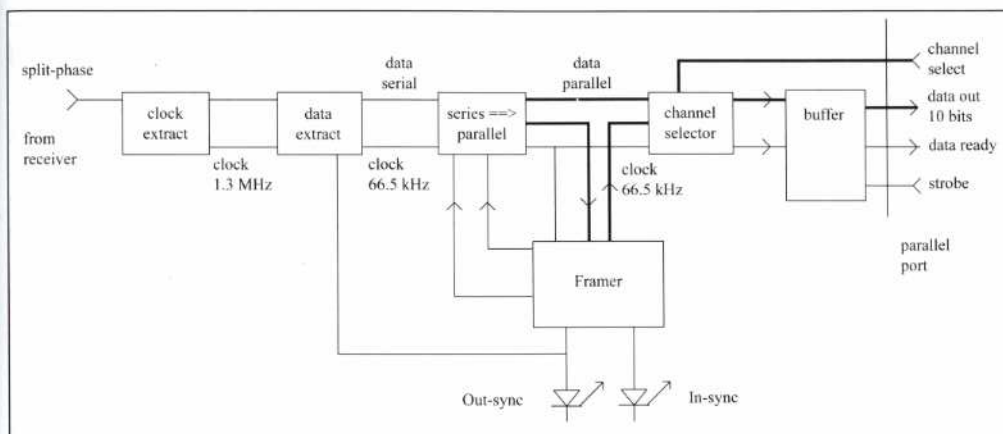 split-phase
from
receiver
clock
extract
clock
1.3 MHz
data
extract
data
serial
clock
66.5 kHz
series ==>
parallel
data
parallel
channel
selector
clock
66.5 kHz
buffer
channel
select
data out
10 bits
data ready
strobe
parallel
port
Framer
Out-sync
In-sync